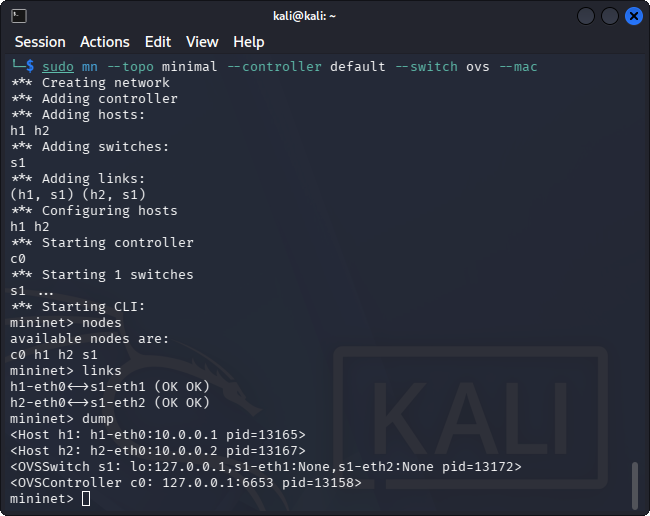 kali@kali: ~
Session Actions Edit View Help
└─$ sudo mn --topo minimal --controller default --switch ovs --mac
*** Creating network
*** Adding controller
*** Adding hosts:
h1 h2
*** Adding switches:
s1
*** Adding links:
(h1, s1) (h2, s1)
*** Configuring hosts
h1 h2
*** Starting controller
c0
*** Starting 1 switches
s1 ...
*** Starting CLI:
mininet> nodes
available nodes are:
c0 h1 h2 s1
mininet> links
h1-eth0<->s1-eth1 (OK OK)
h2-eth0<->s1-eth2 (OK OK)
mininet> dump
<Host h1: h1-eth0:10.0.0.1 pid=13165>
<Host h2: h2-eth0:10.0.0.2 pid=13167>
<OVSSwitch s1: lo:127.0.0.1,s1-eth1:None,s1-eth2:None pid=13172>
<OVSController c0: 127.0.0.1:6653 pid=13158>
mininet>
KALI